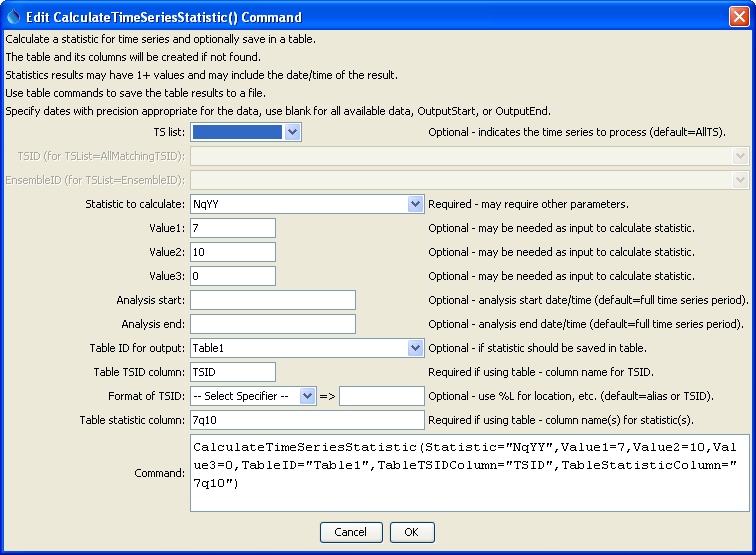 Edit CalculateTimeSeriesStatistic() Command
Calculate a statistic for time series and optionally save in a table.
The table and its columns will be created if not found.
Statistics results may have 1+ values and may include the date/time of the result.
Use table commands to save the table results to a file.
Specify dates with precision appropriate for the data, use blank for all available data, OutputStart, or OutputEnd.
TS list: Optional - indicates the time series to process (default=AllTS).
TSID (for TSList=AllMatchingTSID):
EnsembleID (for TSList=EnsembleID):
Statistic to calculate: NqYY Required - may require other parameters.
Value1: 7 Optional - may be needed as input to calculate statistic.
Value2: 10 Optional - may be needed as input to calculate statistic.
Value3: 0 Optional - may be needed as input to calculate statistic.
Analysis start: Optional - analysis start date/time (default=full time series period).
Analysis end: Optional - analysis end date/time (default=full time series period).
Table ID for output: Table1 Optional - if statistic should be saved in table.
Table TSID column: TSID Required if using table - column name for TSID.
Format of TSID: -- Select Specifier -- => Optional - use %L for location, etc. (default=alias or TSID).
Table statistic column: 7q10 Required if using table - column name(s) for statistic(s).
Command: CalculateTimeSeriesStatistic(Statistic="NqYY",Value1=7,Value2=10,Val
ue3=0,TableID="Table1",TableTSIDColumn="TSID",TableStatisticColumn="
7q10")
Cancel OK